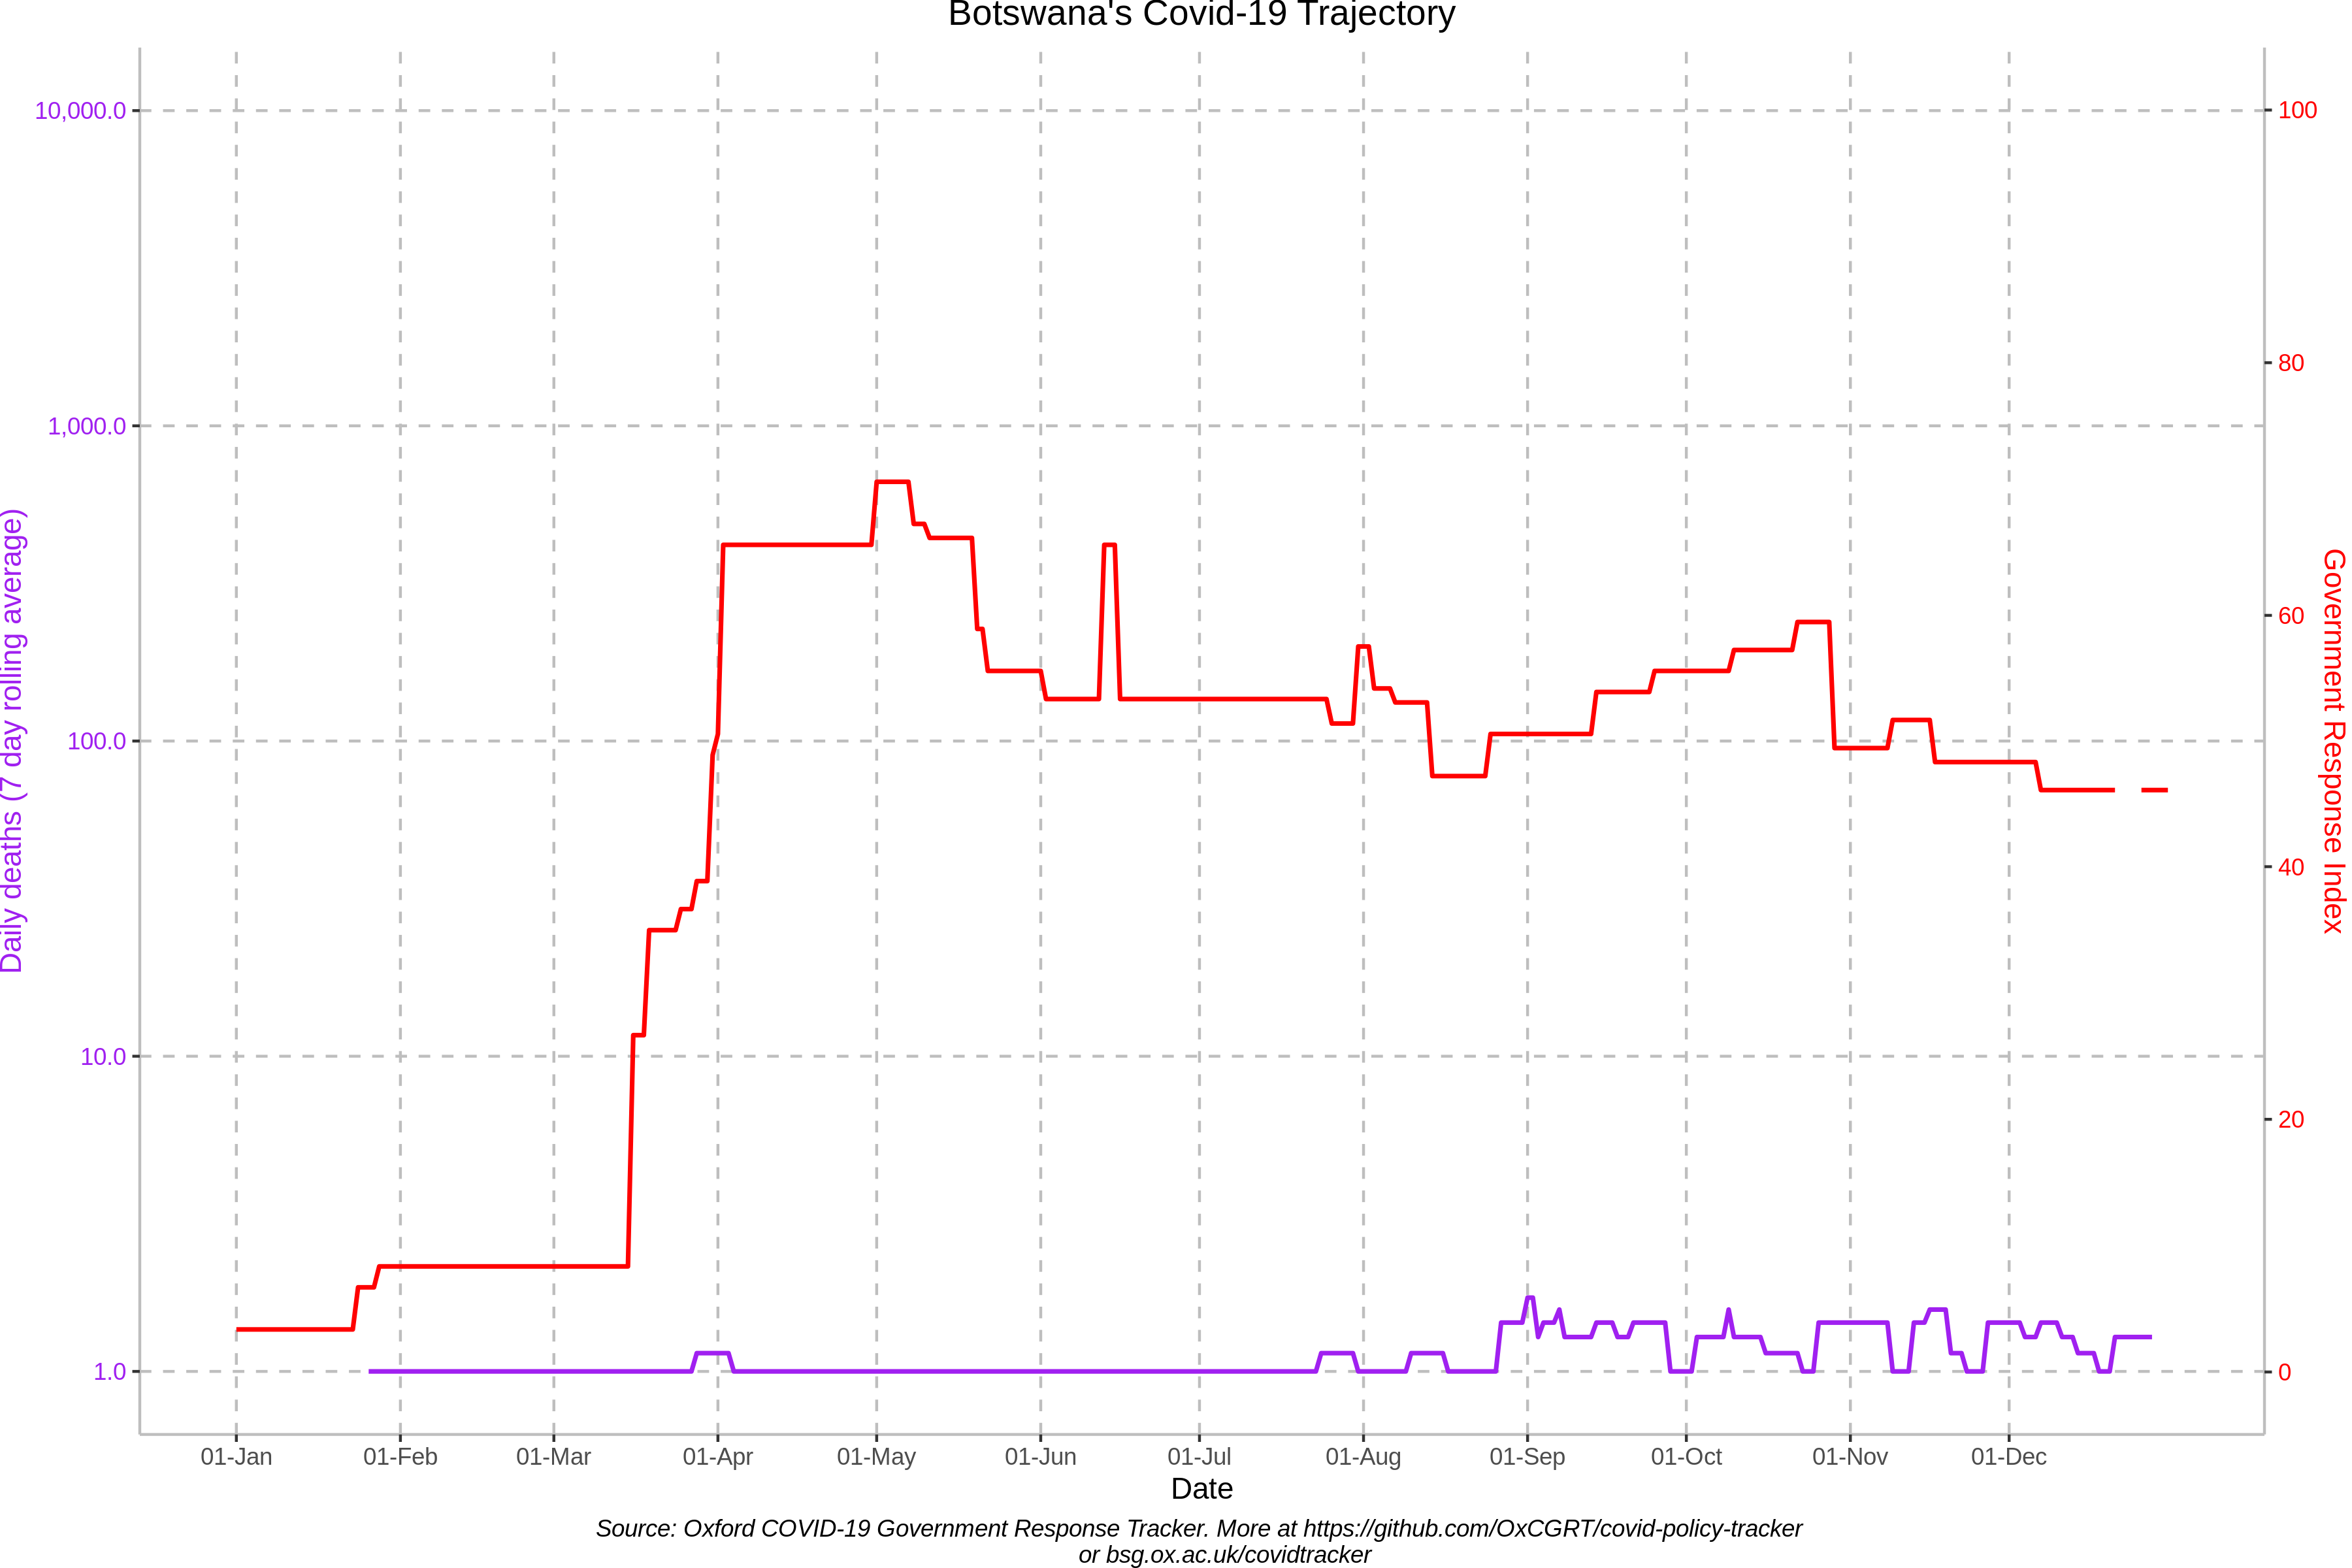 Botswana's Covid-19 Trajectory
10,000.0
1,000.0
100.0
10.0
1.0
Daily deaths (7 day rolling average)
100
80
60
40
20
0
Government Response Index
01-Jan 01-Feb 01-Mar 01-Apr 01-May 01-Jun 01-Jul 01-Aug 01-Sep 01-Oct 01-Nov 01-Dec
Date
Source: Oxford COVID-19 Government Response Tracker. More at https://github.com/OxCGRT/covid-policy-tracker
or bsg.ox.ac.uk/covidtracker